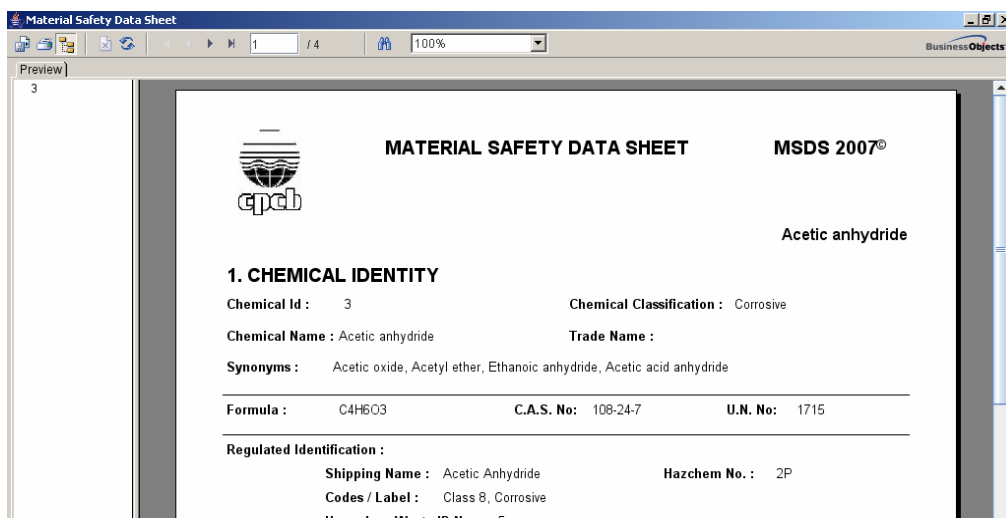 Material Safety Data Sheet
1 / 4 100%
BusinessObjects
Preview
3
cpcb
MATERIAL SAFETY DATA SHEET MSDS 2007©
Acetic anhydride
1. CHEMICAL IDENTITY
Chemical Id : 3 Chemical Classification : Corrosive
Chemical Name : Acetic anhydride Trade Name :
Synonyms : Acetic oxide, Acetyl ether, Ethanoic anhydride, Acetic acid anhydride
Formula : C4H6O3 C.A.S. No: 108-24-7 U.N. No: 1715
Regulated Identification :
Shipping Name : Acetic Anhydride Hazchem No. : 2P
Codes / Label : Class 8, Corrosive